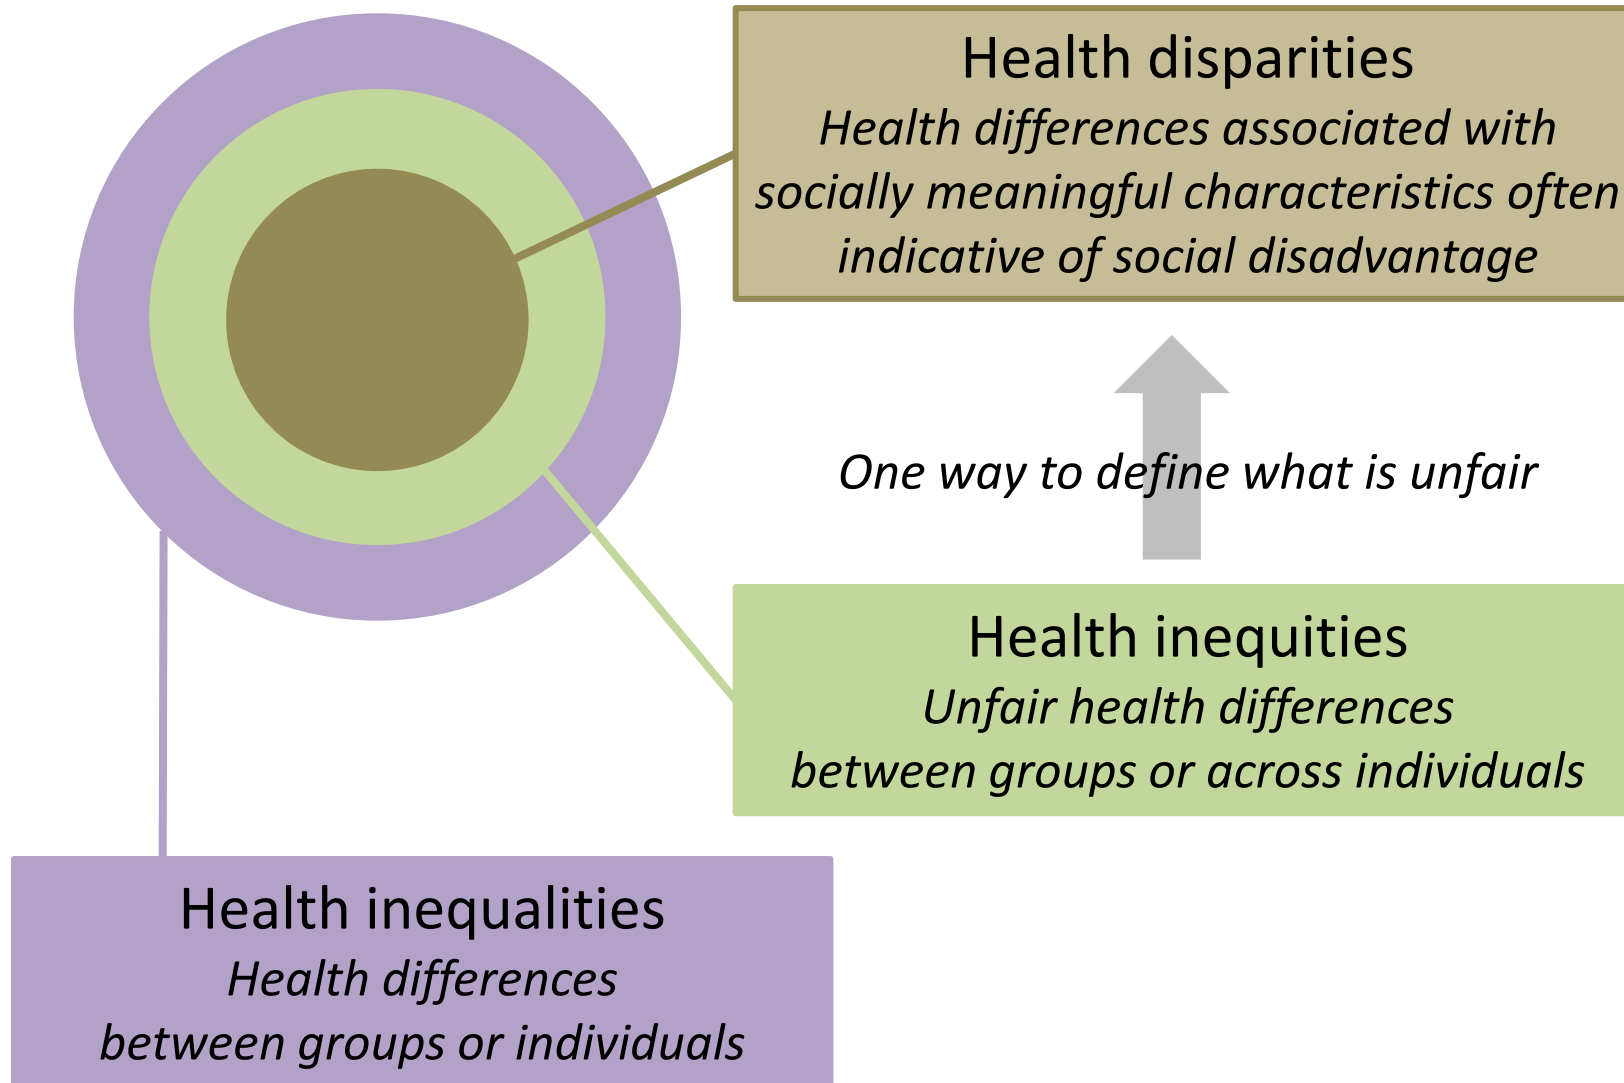 Health disparities
Health differences associated with
socially meaningful characteristics often
indicative of social disadvantage
One way to define what is unfair
Health inequities
Unfair health differences
between groups or across individuals
Health inequalities
Health differences
between groups or individuals